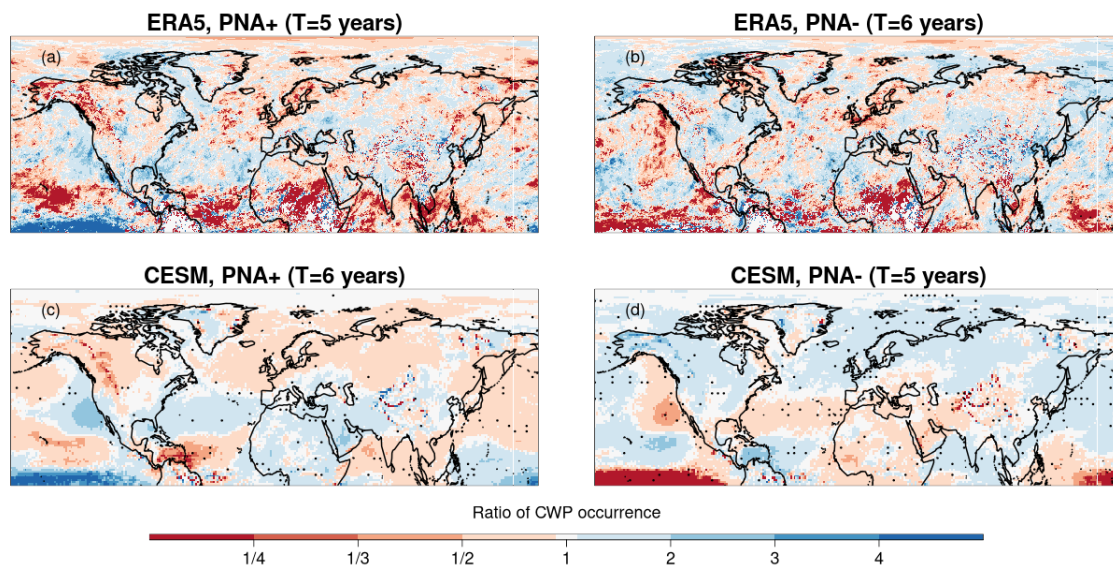 ERA5, PNA+ (T=5 years)
ERA5, PNA- (T=6 years)
(a)
(b)
CESM, PNA+ (T=6 years)
CESM, PNA- (T=5 years)
(c)
(d)
Ratio of CWP occurrence
1/4 1/3 1/2 1 2 3 4